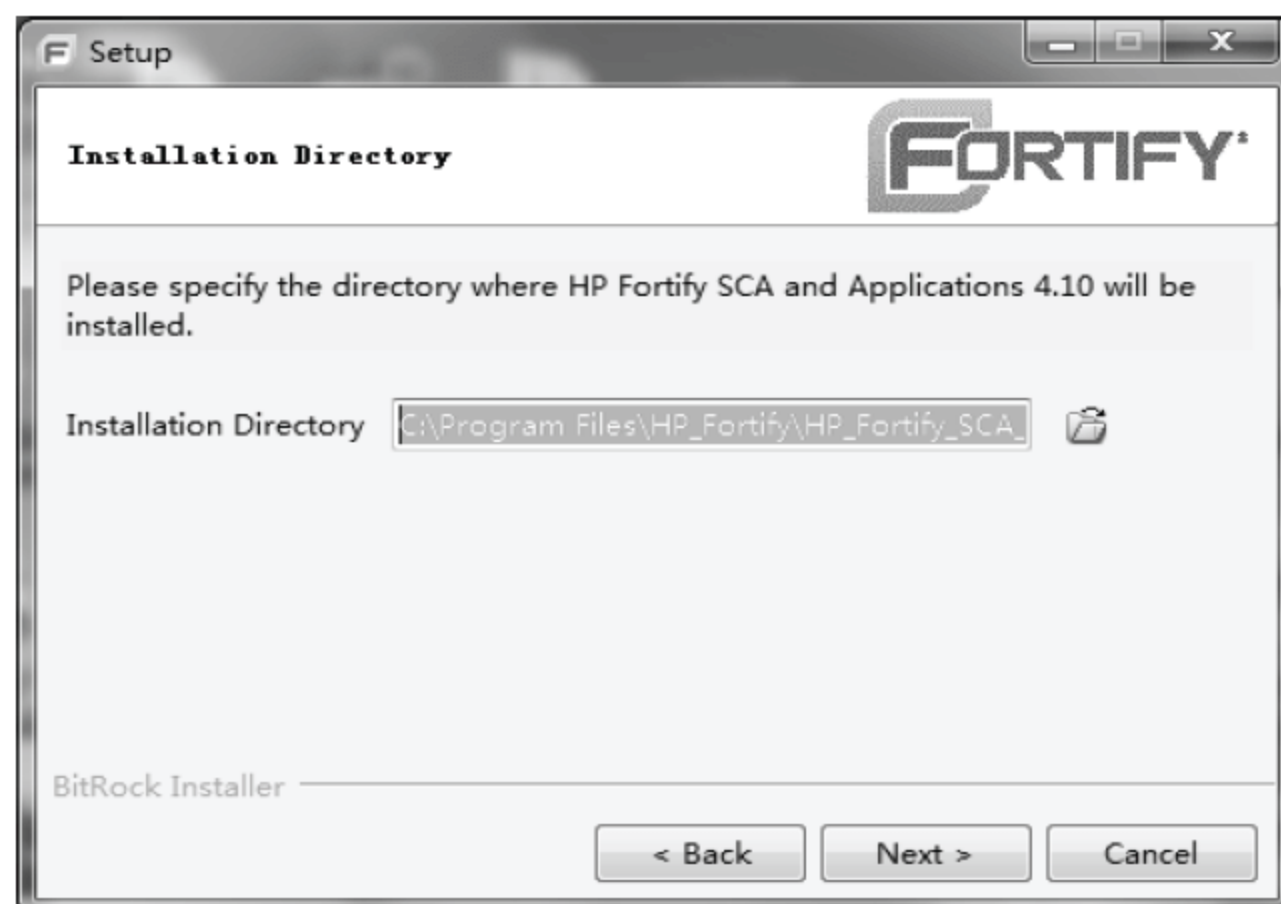 Setup
Installation Directory
FORTIFY
Please specify the directory where HP Fortify SCA and Applications 4.10 will be
installed.
Installation Directory C:\Program Files\HP_Fortify\HP_Fortify_SCA_
BitRock Installer
< Back Next > Cancel